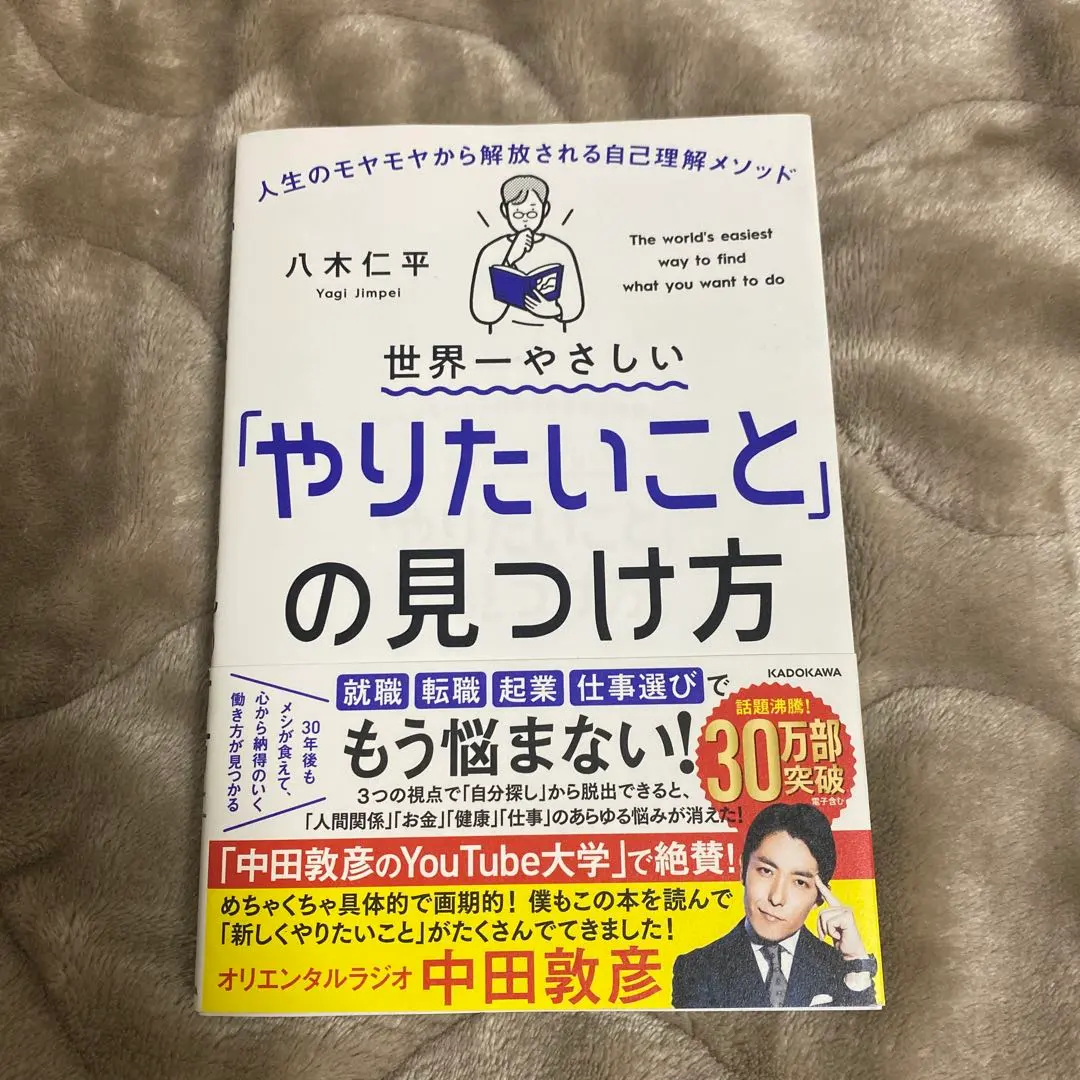 人生のモヤモヤから解放される自己理解メソッド
八木仁平
Yagi Jimpei
The world's easiest
way to find
what you want to do
世界一やさしい
「やりたいこと」
の見つけ方
KADOKAWA
30年後も
メシが食えて、
心から納得のいく
働き方が見つかる
就職 転職 起業 仕事選びで
もう悩まない!
話題沸騰!
30万部
突破
電子含む
3つの視点で「自分探し」から脱出できると、
「人間関係」「お金」「健康」「仕事」のあらゆる悩みが消えた!
「中田敦彦のYouTube大学」で絶賛!
めちゃくちゃ具体的で画期的! 僕もこの本を読んで
「新しくやりたいこと」がたくさんでてきました!
オリエンタルラジオ 中田敦彦